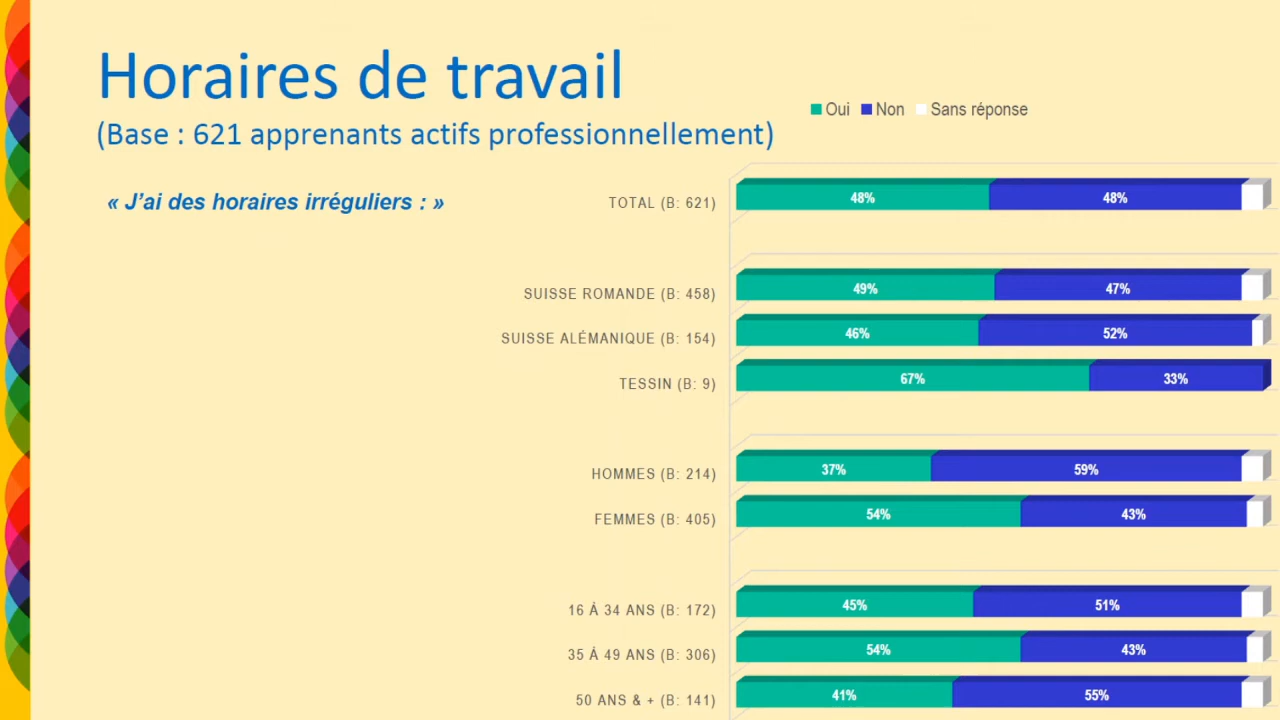 Horaires de travail
(Base : 621 apprenants actifs professionnellement)
Oui Non Sans réponse
« J’ai des horaires irréguliers : »
TOTAL (B: 621) 48% 48%
SUISSE ROMANDE (B: 458) 49% 47%
SUISSE ALÉMANIQUE (B: 154) 46% 52%
TESSIN (B: 9) 67% 33%
HOMMES (B: 214) 37% 59%
FEMMES (B: 405) 54% 43%
16 À 34 ANS (B: 172) 45% 51%
35 À 49 ANS (B: 306) 54% 43%
50 ANS & + (B: 141) 41% 55%